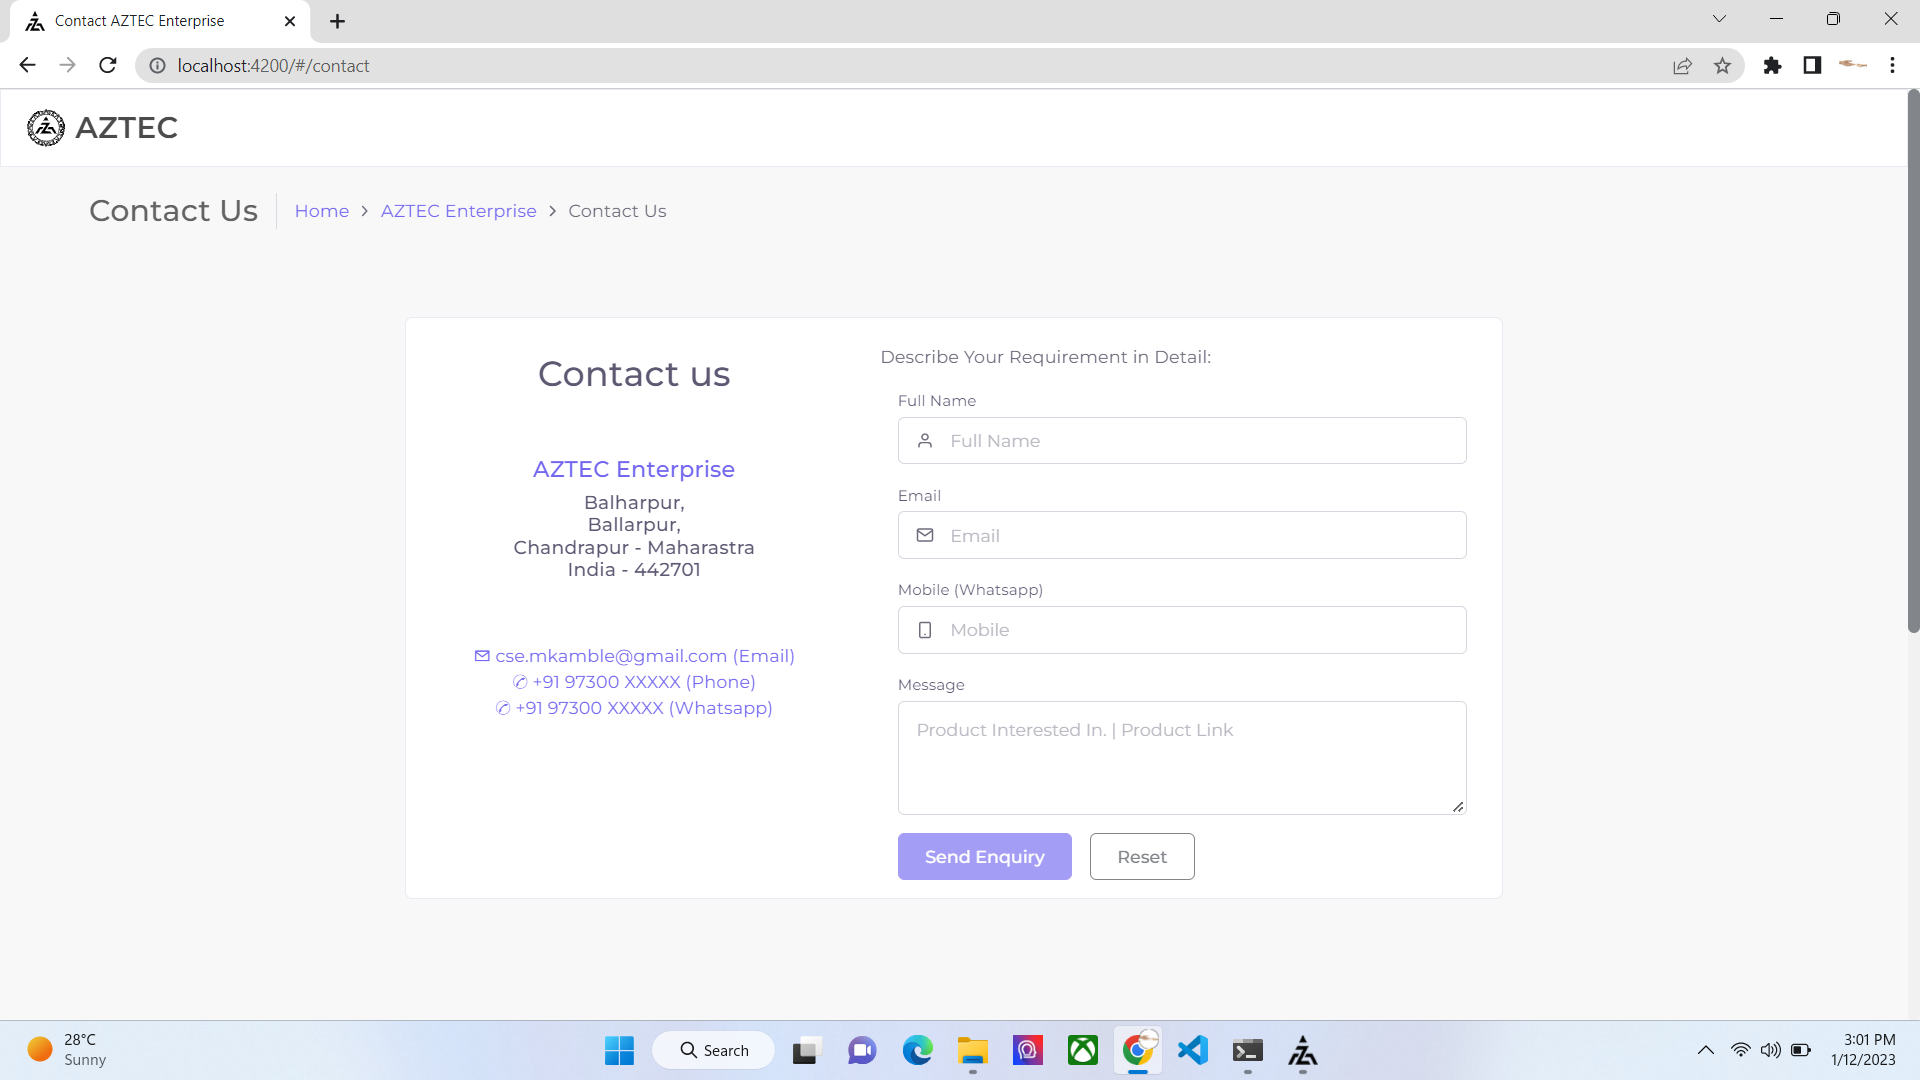 Contact AZTEC Enterprise
localhost:4200/#/contact
AZTEC
Contact Us
Home > AZTEC Enterprise > Contact Us
Contact us
AZTEC Enterprise
Balharpur,
Ballarpur,
Chandrapur - Maharastra
India - 442701
cse.mkamble@gmail.com (Email)
✆ +91 97300 XXXXX (Phone)
✆ +91 97300 XXXXX (Whatsapp)
Describe Your Requirement in Detail:
Full Name
Full Name
Email
Email
Mobile (Whatsapp)
Mobile
Message
Product Interested In. | Product Link
Send Enquiry
Reset
28°C
Sunny
Search
3:01 PM
1/12/2023